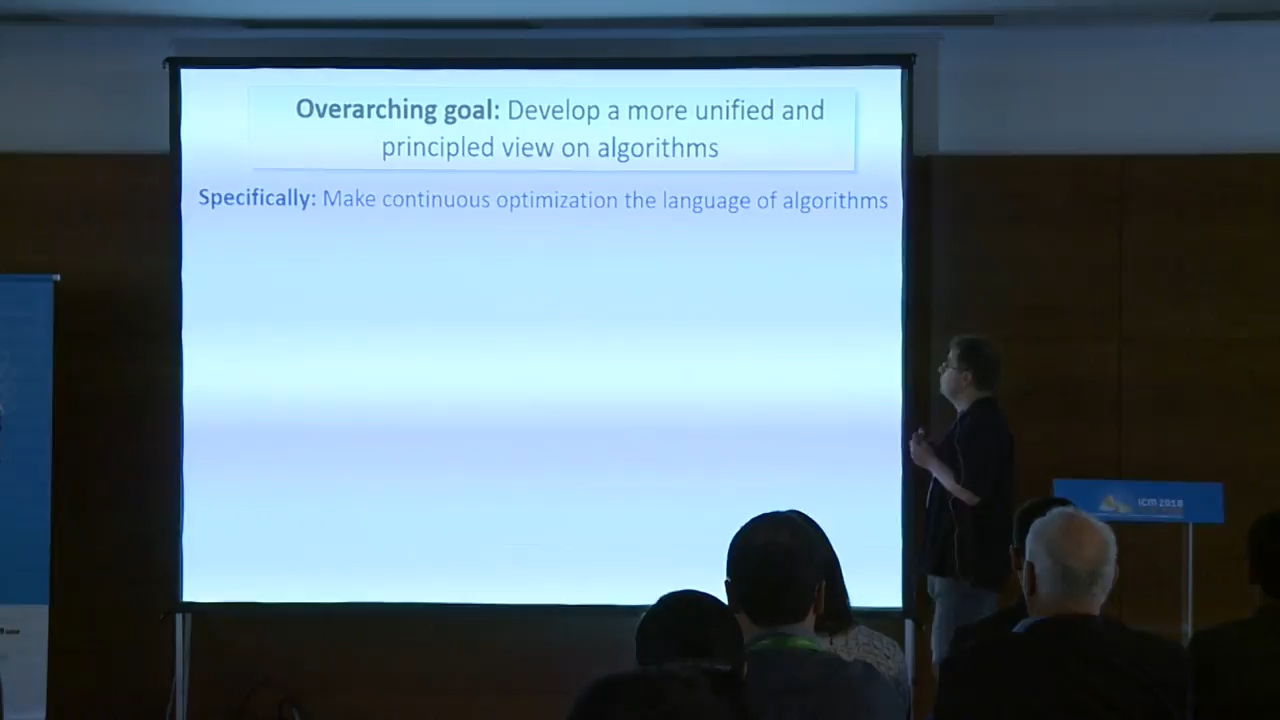 Overarching goal: Develop a more unified and
principled view on algorithms
Specifically: Make continuous optimization the language of algorithms
ICM 2018